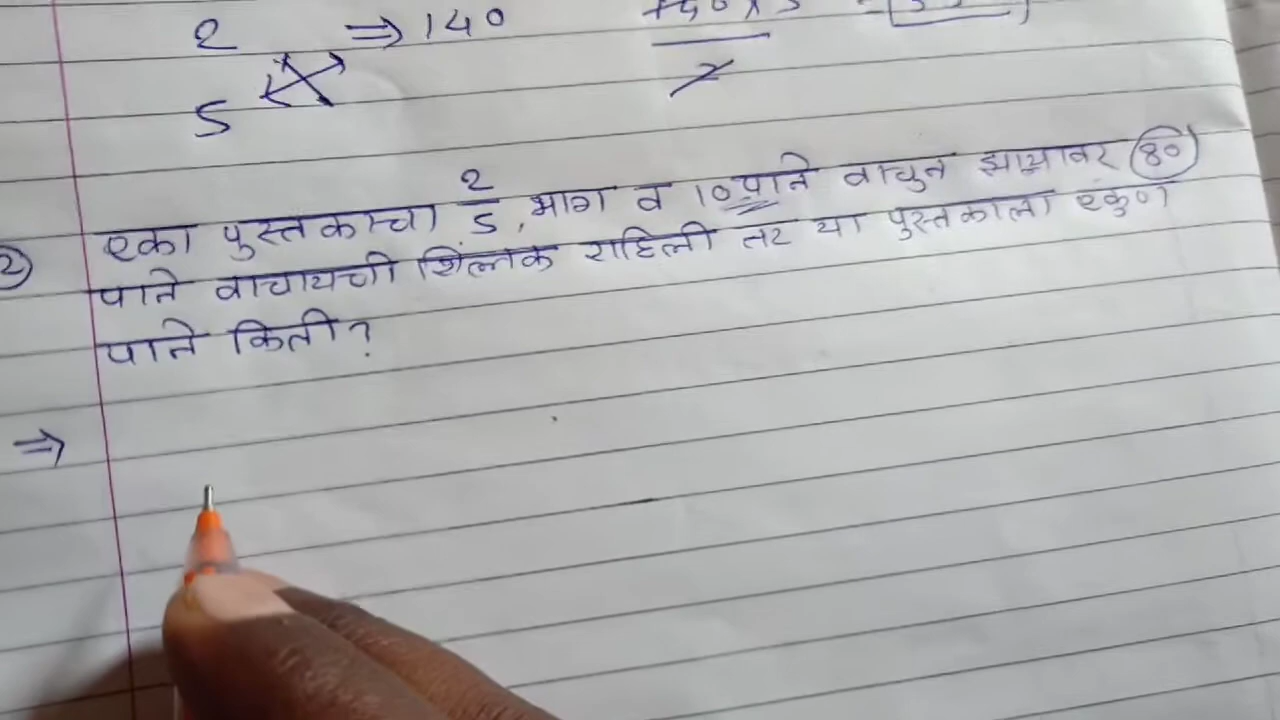 2 ⇒ 140
5
2
एका पुस्तकाचा 2/5, भाग व 10 पाने वाचुन झाल्यावर 80
पाने वाचायची शिल्लक राहिली तर या पुस्तकाला एकुण
पाने किती?
⇒